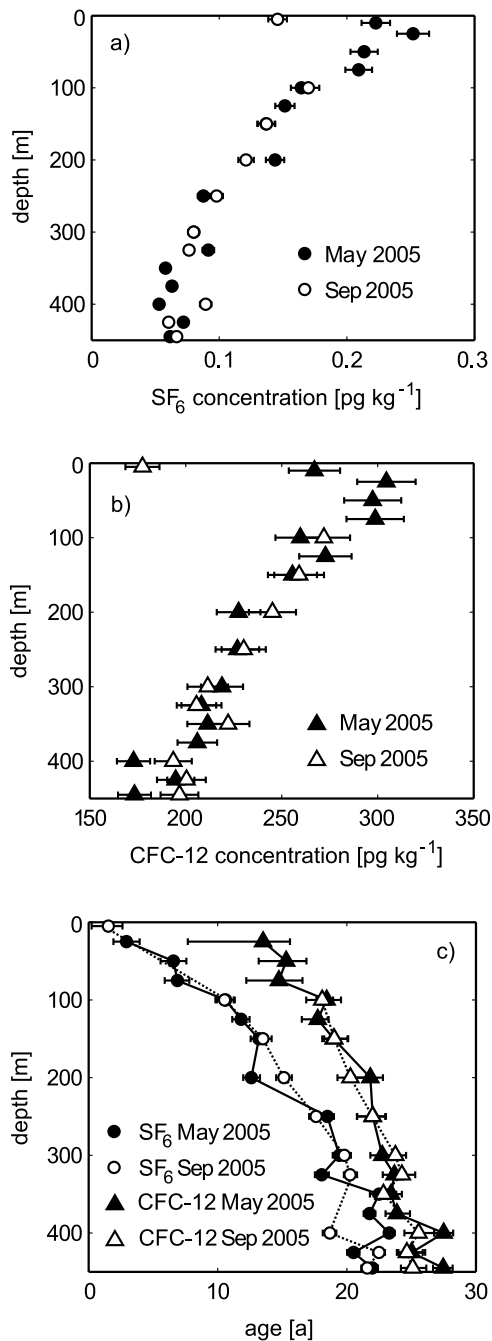 a)
0
100
200
300
400
depth [m]
May 2005
Sep 2005
0 0.1 0.2 0.3
SF6 concentration [pg kg-1]
b)
0
100
200
300
400
depth [m]
May 2005
Sep 2005
150 200 250 300 350
CFC-12 concentration [pg kg-1]
c)
0
100
200
300
400
depth [m]
SF6 May 2005
SF6 Sep 2005
CFC-12 May 2005
CFC-12 Sep 2005
0 10 20 30
age [a]